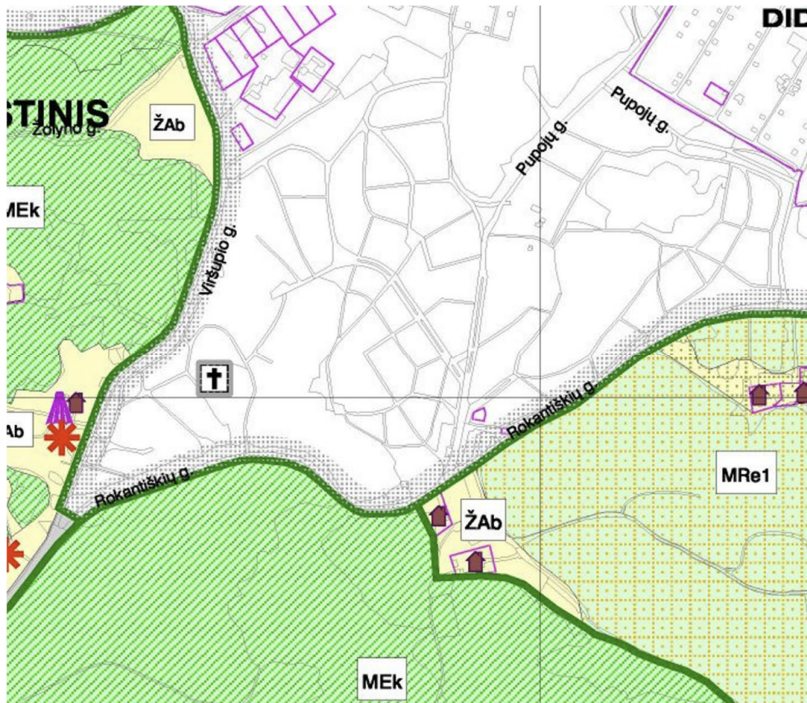 DID
STINIS
Žolyno g.
ŽAb
Pupojų g.
Pupojų g.
MEk
Viršupio g.
Ab
Rokantiškių g.
Rokantiškių g.
MRe1
ŽAb
MEk